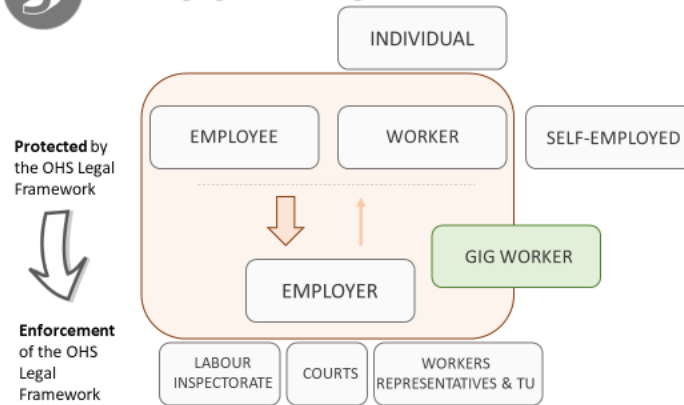 INDIVIDUAL
EMPLOYEE
WORKER
SELF-EMPLOYED
Protected by
the OHS Legal
Framework
GIG WORKER
EMPLOYER
Enforcement
of the OHS
Legal
Framework
LABOUR
INSPECTORATE
COURTS
WORKERS
REPRESENTATIVES & TU